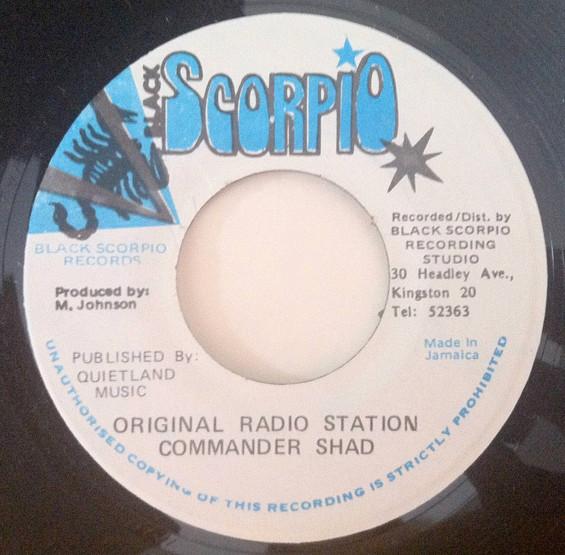 BLACK
SCORPIO
BLACK SCORPIO
RECORDS
Recorded/Dist. by
BLACK SCORPIO
RECORDING
STUDIO
30 Headley Ave.,
Kingston 20
Tel: 52363
Produced by:
M. Johnson
Made In
Jamaica
PUBLISHED By:
QUIETLAND
MUSIC
ORIGINAL RADIO STATION
COMMANDER SHAD
UNAUTHORISED COPYING OF THIS RECORDING IS STRICTLY PROHIBITED